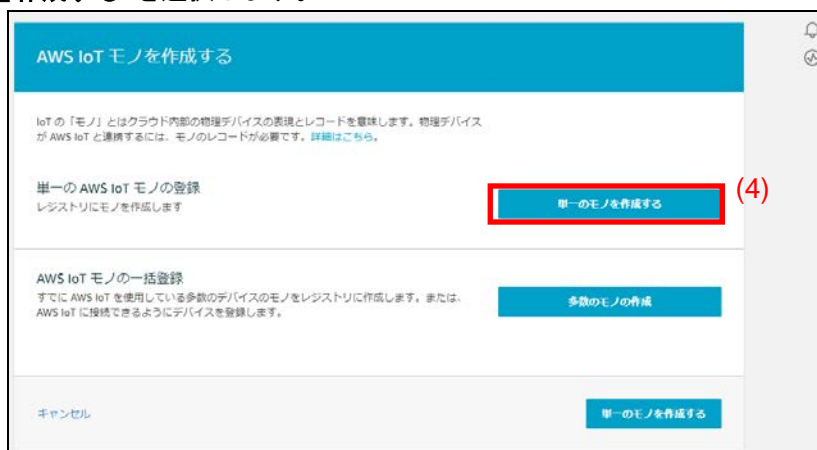 AWS IoT モノを作成する
IoT の「モノ」とはクラウド内部の物理デバイスの表現とレコードを意味します。物理デバイス
が AWS IoT と連携するには、モノのレコードが必要です。詳細はこちら。
単一の AWS IoT モノの登録
レジストリにモノを作成します
単一のモノを作成する
(4)
AWS IoT モノの一括登録
すでに AWS IoT を使用している多数のデバイスのモノをレジストリに作成します。または、
AWS IoT に接続できるようにデバイスを登録します。
多数のモノの作成
キャンセル
単一のモノを作成する